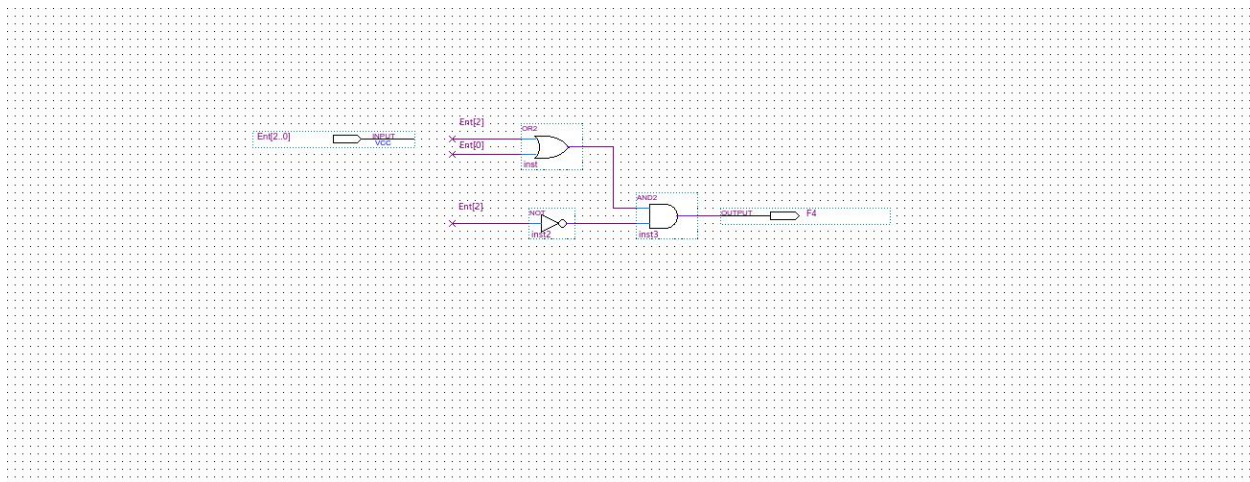 Ent[2]
OR2
Ent[2..0]
INPUT
VCC
Ent[0]
inst
AND2
Ent[2]
NOT
OUTPUT
F4
inst2
inst3